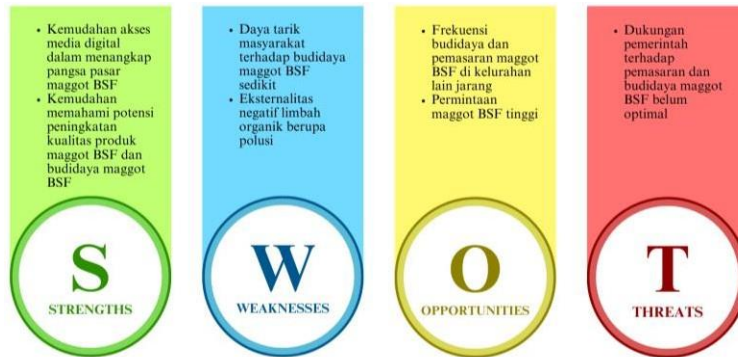 • Kemudahan akses
media digital
dalam menangkap
pangsa pasar
maggot BSF
• Kemudahan
memahami potensi
peningkatan
kualitas produk
maggot BSF dan
budidaya maggot
BSF
S
STRENGTHS
• Daya tarik
masyarakat
terhadap budidaya
maggot BSF
sedikit
• Eksternalitas
negatif limbah
organik berupa
polusi
W
WEAKNESSES
• Frekuensi
budidaya dan
pemasaran maggot
BSF di kelurahan
lain jarang
• Permintaan
maggot BSF tinggi
O
OPPORTUNITIES
• Dukungan
pemerintah
terhadap
pemasaran dan
budidaya maggot
BSF belum
optimal
T
THREATS